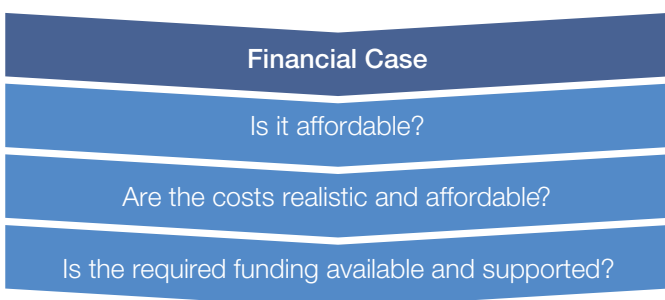 Financial Case
Is it affordable?
Are the costs realistic and affordable?
Is the required funding available and supported?